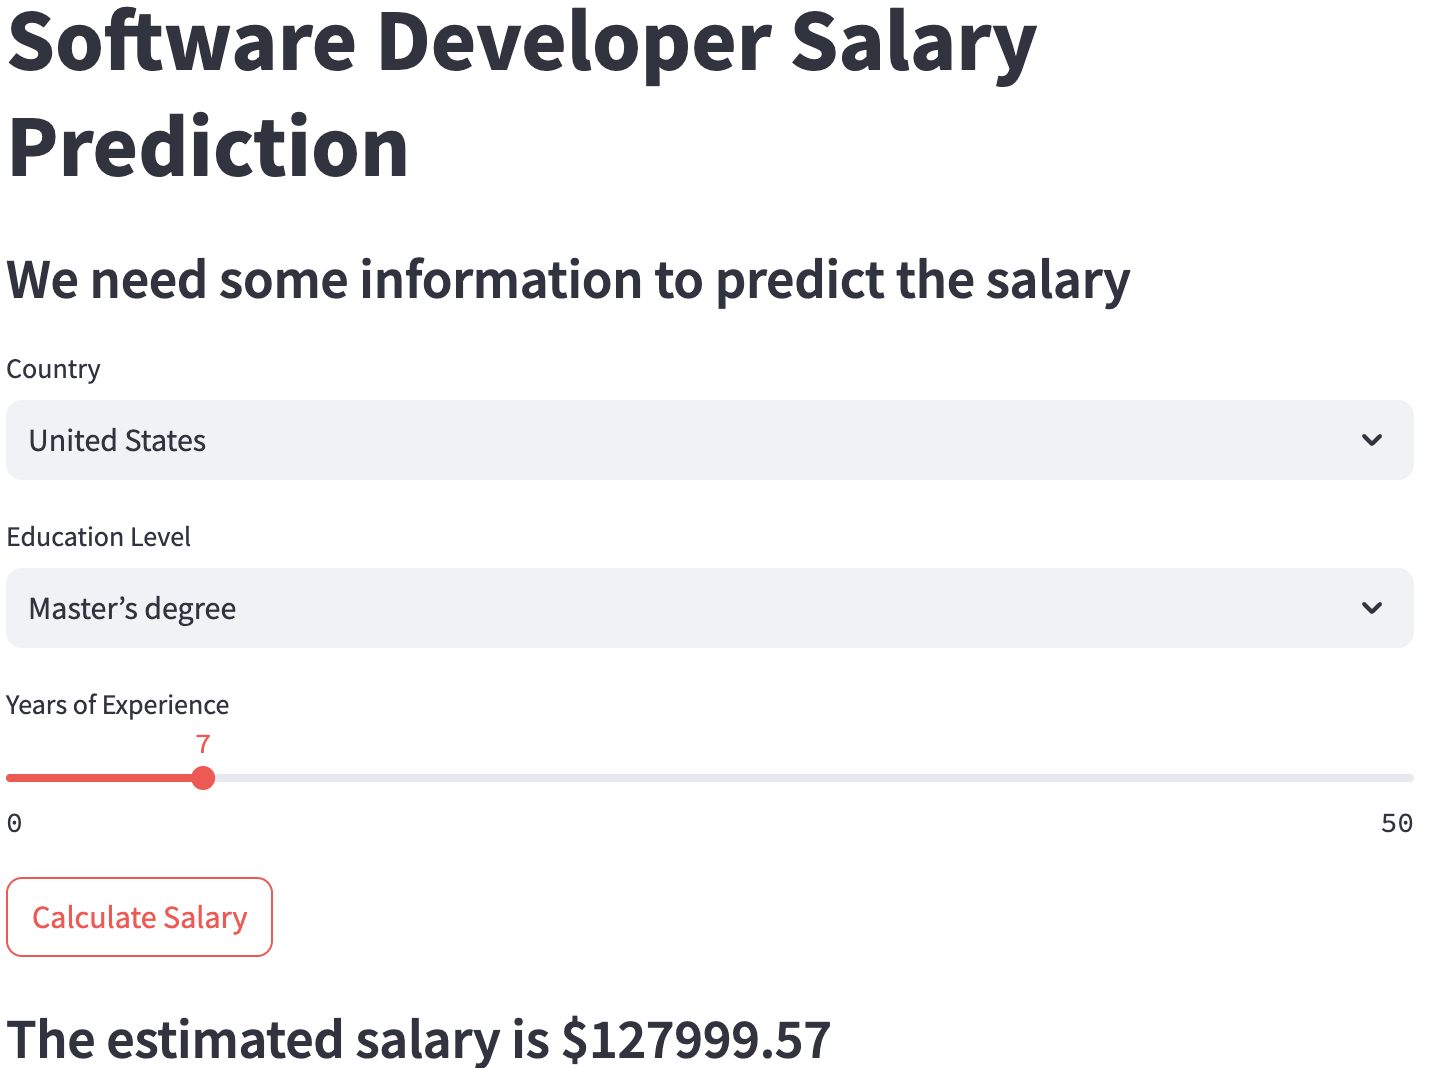 Software Developer Salary
Prediction
We need some information to predict the salary
Country
United States
Education Level
Master’s degree
Years of Experience
7
0 50
Calculate Salary
The estimated salary is $127999.57